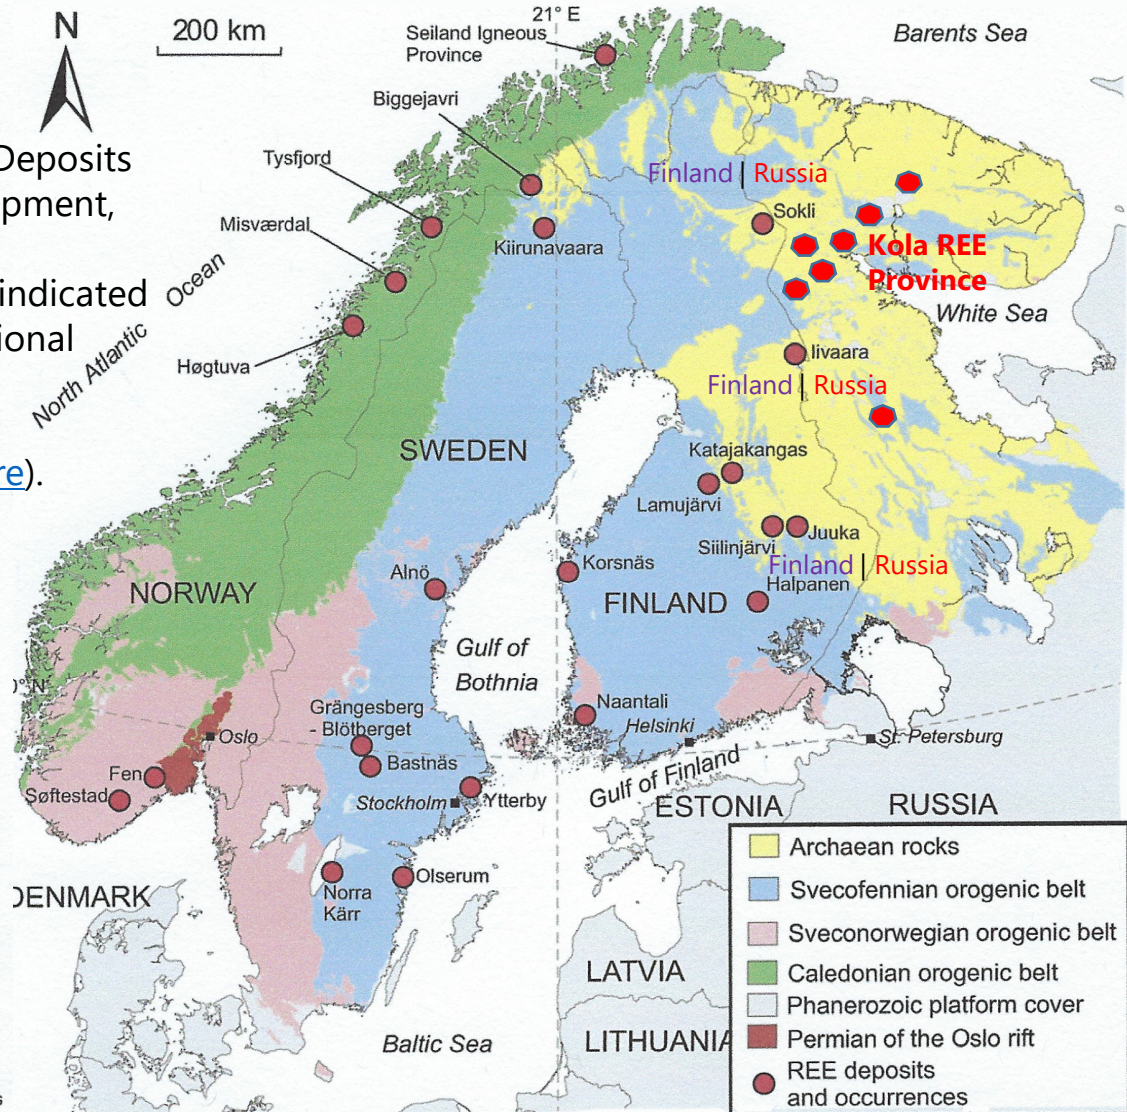 N
200 km
21° E
Barents Sea
Seiland Igneous
Province
Biggejavri
Deposits
Tysfjord
Finland | Russia
pment,
Sokli
Misværdal
Kiirunavaara
Kola REE
Province
Ocean
indicated
White Sea
ional
North Atlantic
Høgtuva
Iivaara
Finland | Russia
SWEDEN
Katajakangas
re).
Lamujärvi
Siilinjärvi
Juuka
Finland | Russia
Alnö
Korsnäs
Halpanen
NORWAY
FINLAND
Gulf of
Bothnia
0° N
Grängesberg
- Blötberget
Naantali
Helsinki
Oslo
St. Petersburg
Bastnäs
Fen
Søftestad
Gulf of Finland
Stockholm
Ytterby
ESTONIA
RUSSIA
Norra
Kärr
Olserum
DENMARK
LATVIA
LITHUANIA
Baltic Sea
Archaean rocks
Svecofennian orogenic belt
Sveconorwegian orogenic belt
Caledonian orogenic belt
Phanerozoic platform cover
Permian of the Oslo rift
REE deposits
and occurrences
s